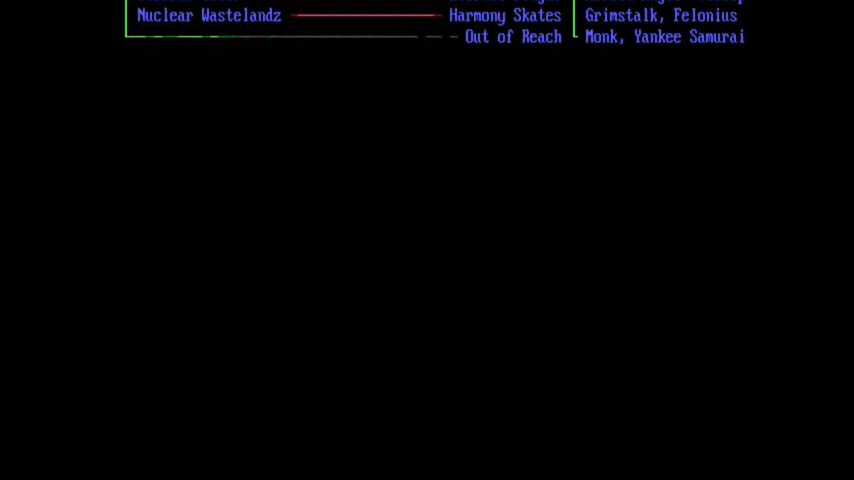 Nuclear Wastelandz Harmony Skates Grimstalk, Felonius
Out of Reach Monk, Yankee Samurai